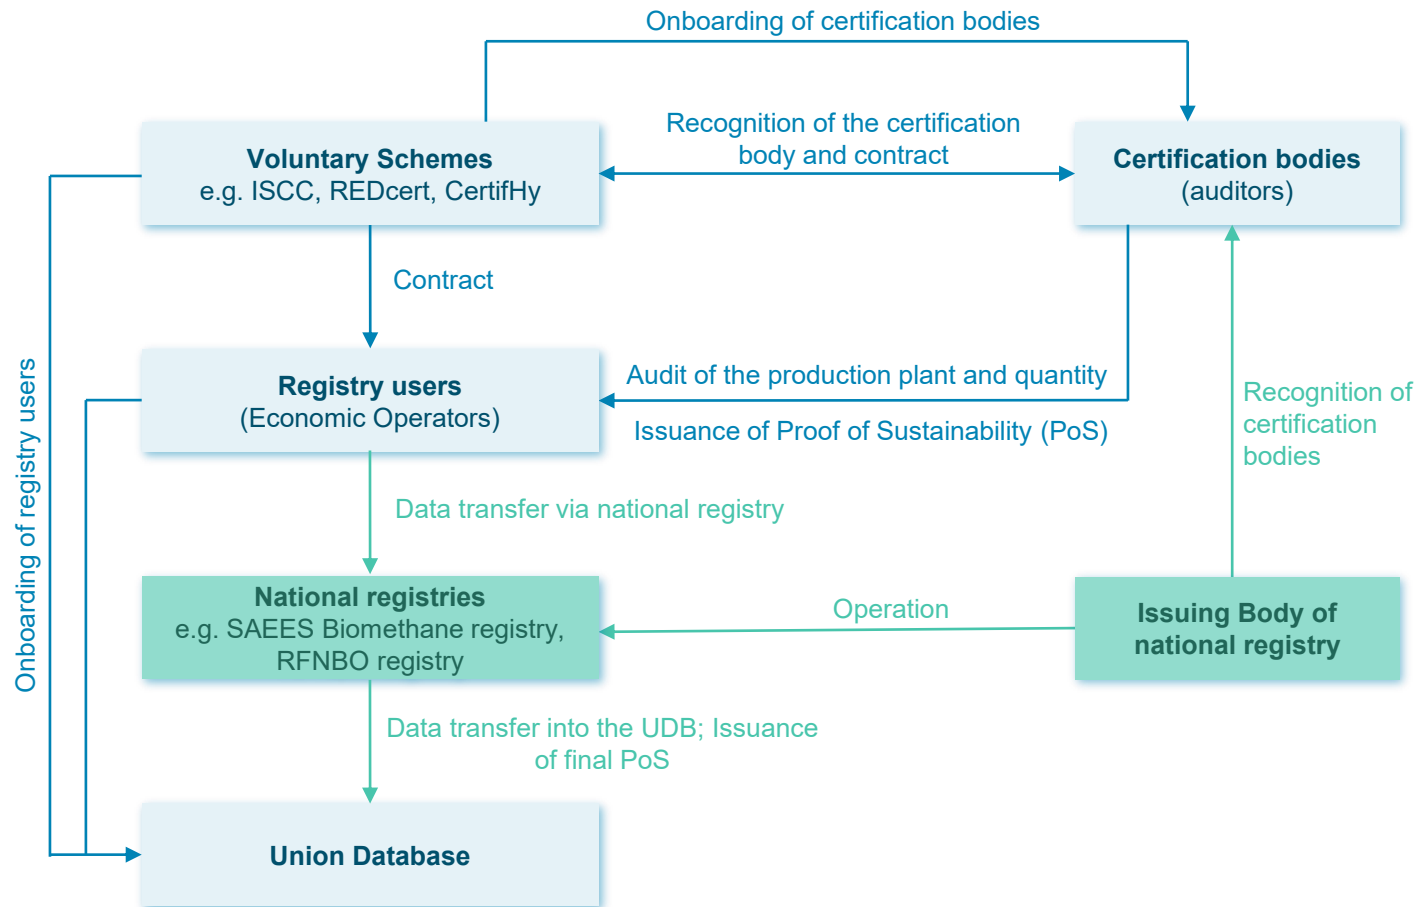 Onboarding of certification bodies
Voluntary Schemes
e.g. ISCC, REDcert, CertifHy
Recognition of the certification
body and contract
Certification bodies
(auditors)
Contract
Onboarding of registry users
Registry users
(Economic Operators)
Audit of the production plant and quantity
Issuance of Proof of Sustainability (PoS)
Recognition of
certification
bodies
Data transfer via national registry
National registries
e.g. SAEES Biomethane registry,
RFNBO registry
Operation
Issuing Body of
national registry
Data transfer into the UDB; Issuance
of final PoS
Union Database